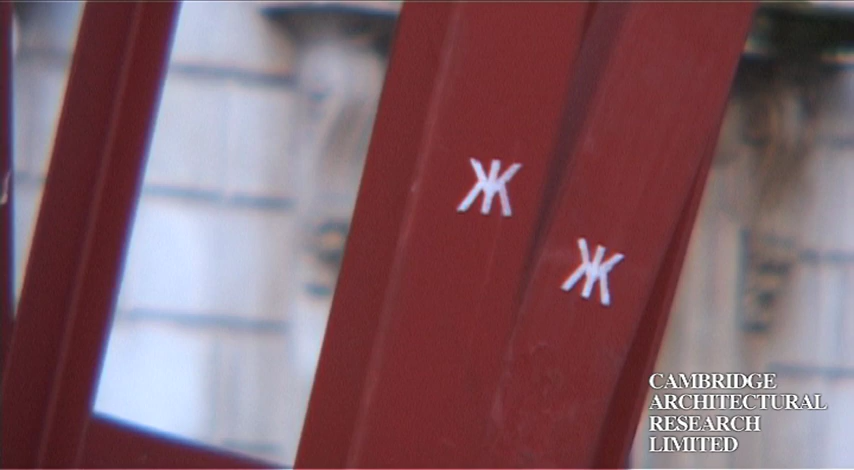 Ж
Ж
CAMBRIDGE
ARCHITECTURAL
RESEARCH
LIMITED